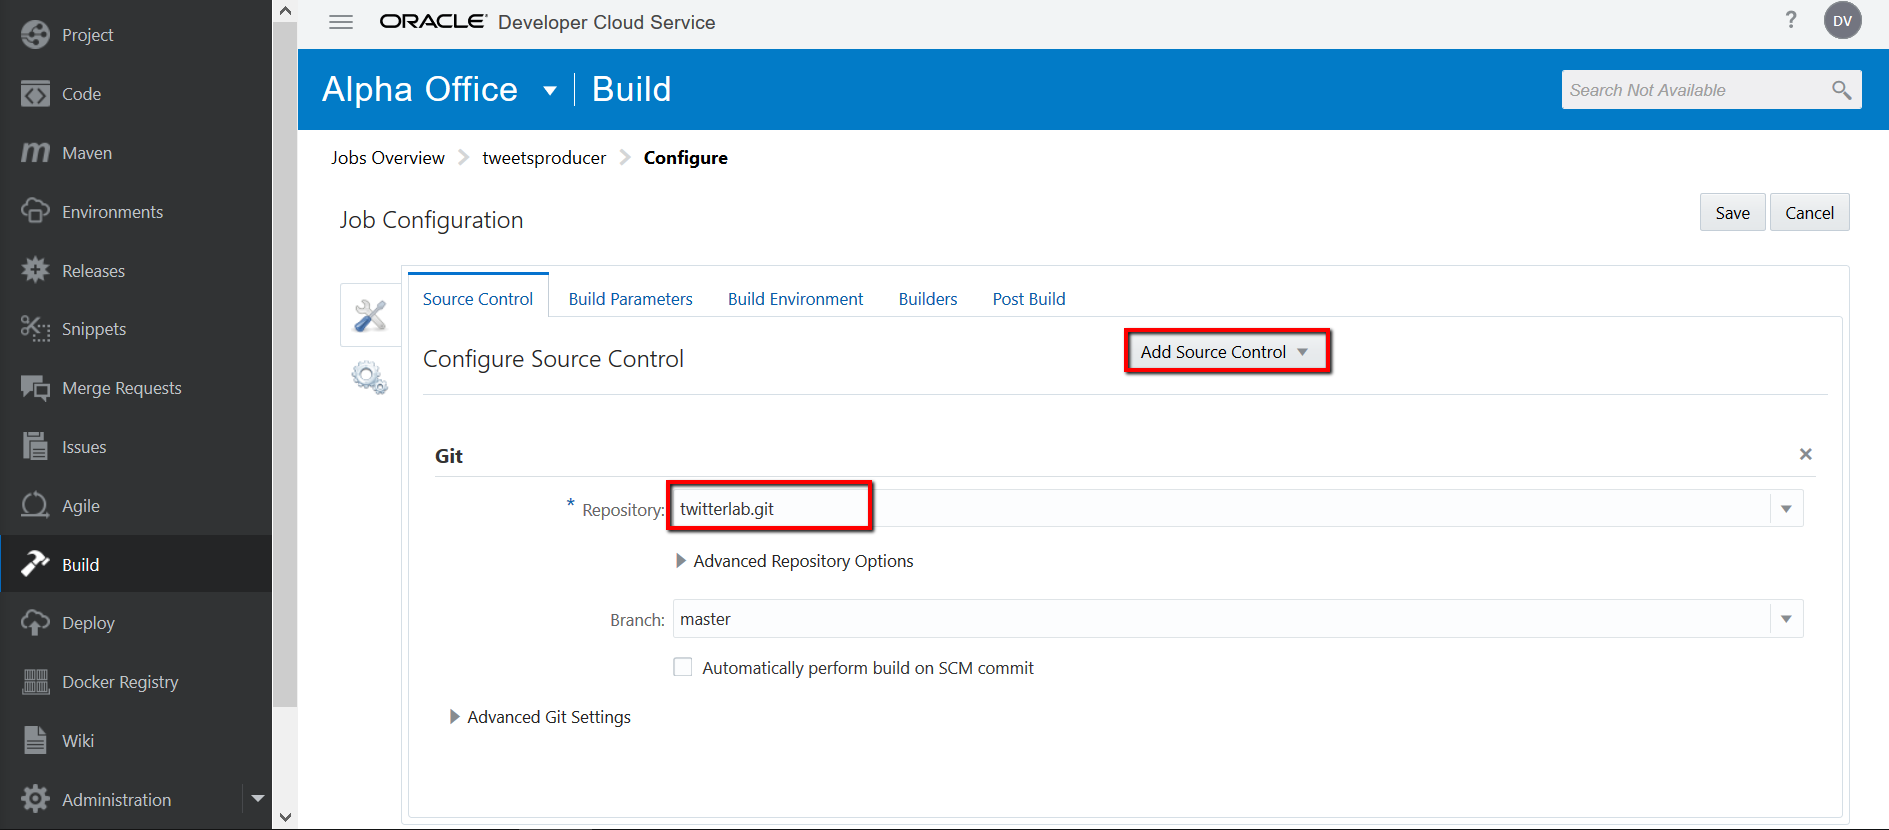 Project
Code
Maven
Environments
Releases
Snippets
Merge Requests
Issues
Agile
Build
Deploy
Docker Registry
Wiki
Administration
ORACLE Developer Cloud Service
?
DV
Alpha Office
Build
Search Not Available
Jobs Overview > tweetsproducer > Configure
Job Configuration
Save
Cancel
Source Control
Build Parameters
Build Environment
Builders
Post Build
Configure Source Control
Add Source Control
Git
* Repository: twitterlab.git
Advanced Repository Options
Branch: master
Automatically perform build on SCM commit
Advanced Git Settings